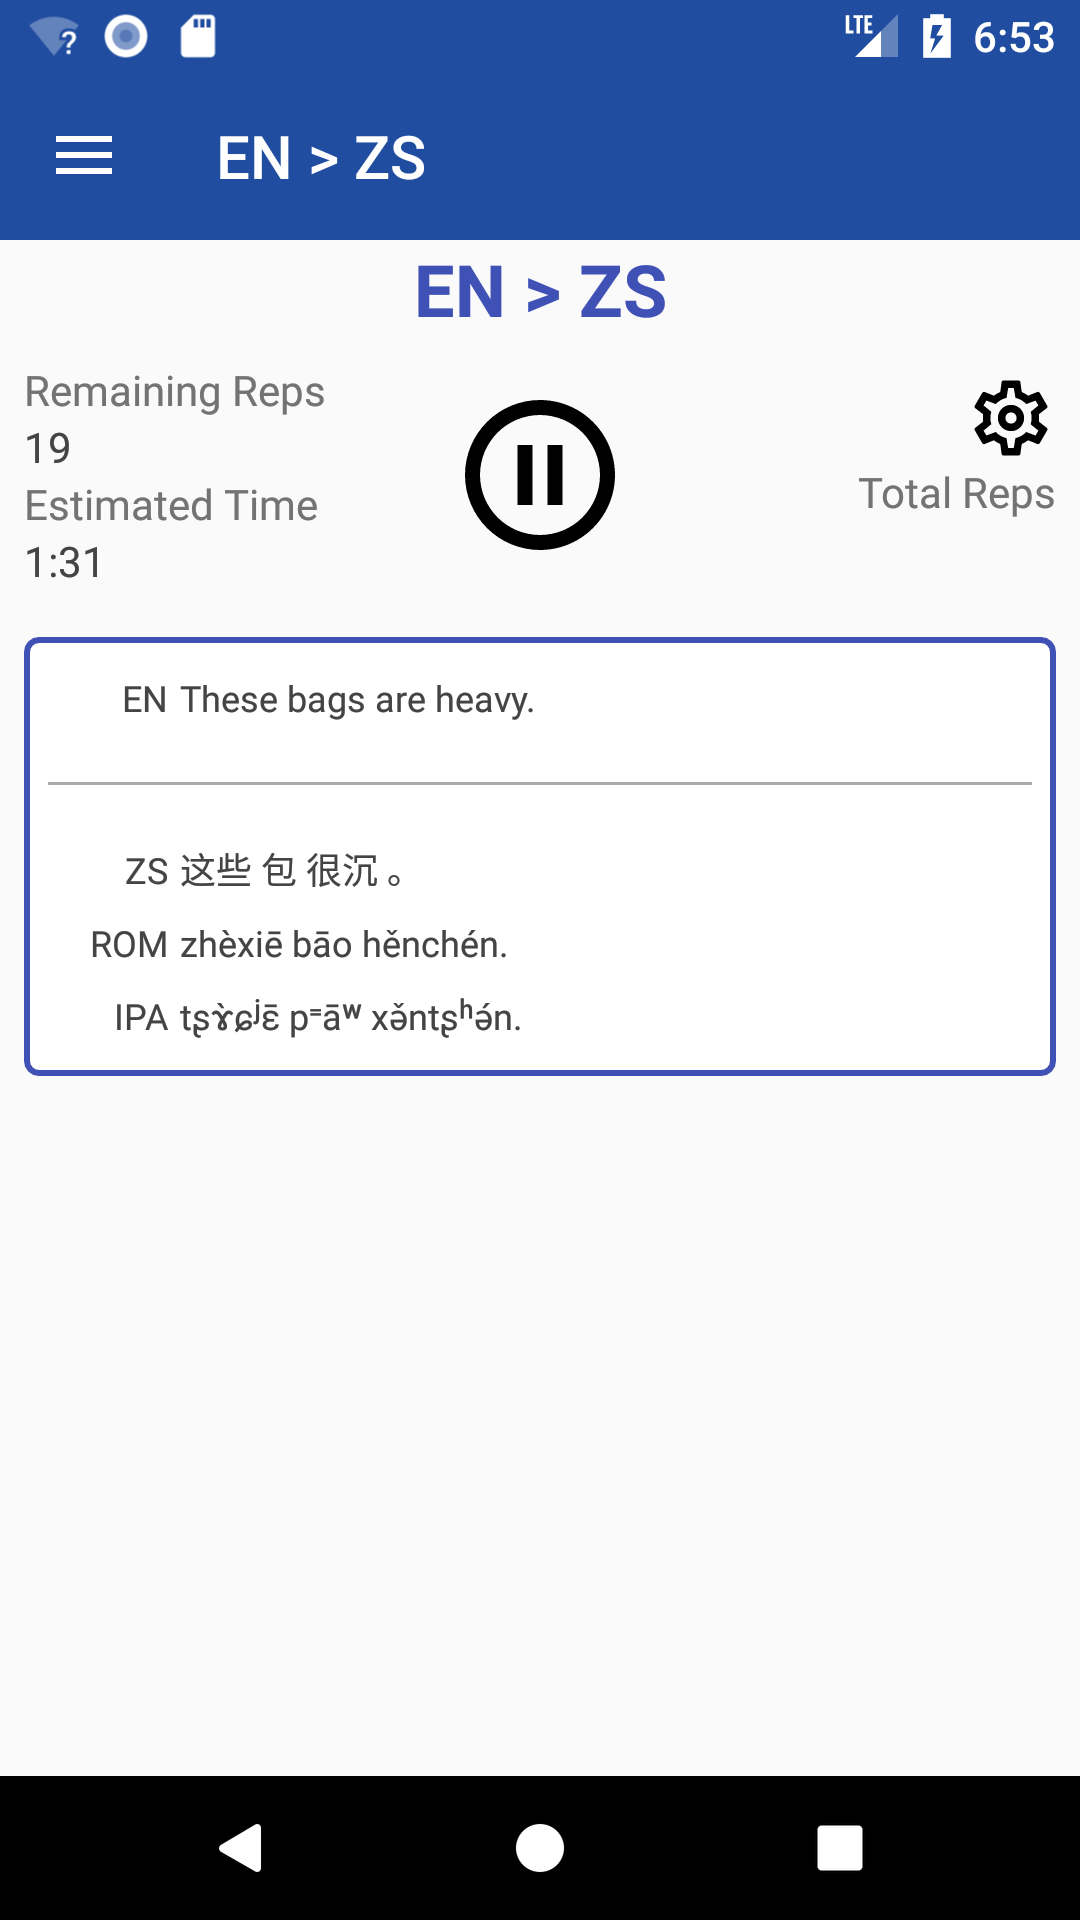 LTE 6:53
EN > ZS
EN > ZS
Remaining Reps
19
Estimated Time
1:31
Total Reps
EN These bags are heavy.
ZS 这些 包 很沉 。
ROM zhèxiē bāo hěnchén.
IPA tʂɤ̀ɕʲɛ̄ p⁼āʷ xə̌ntʂʰə́n.